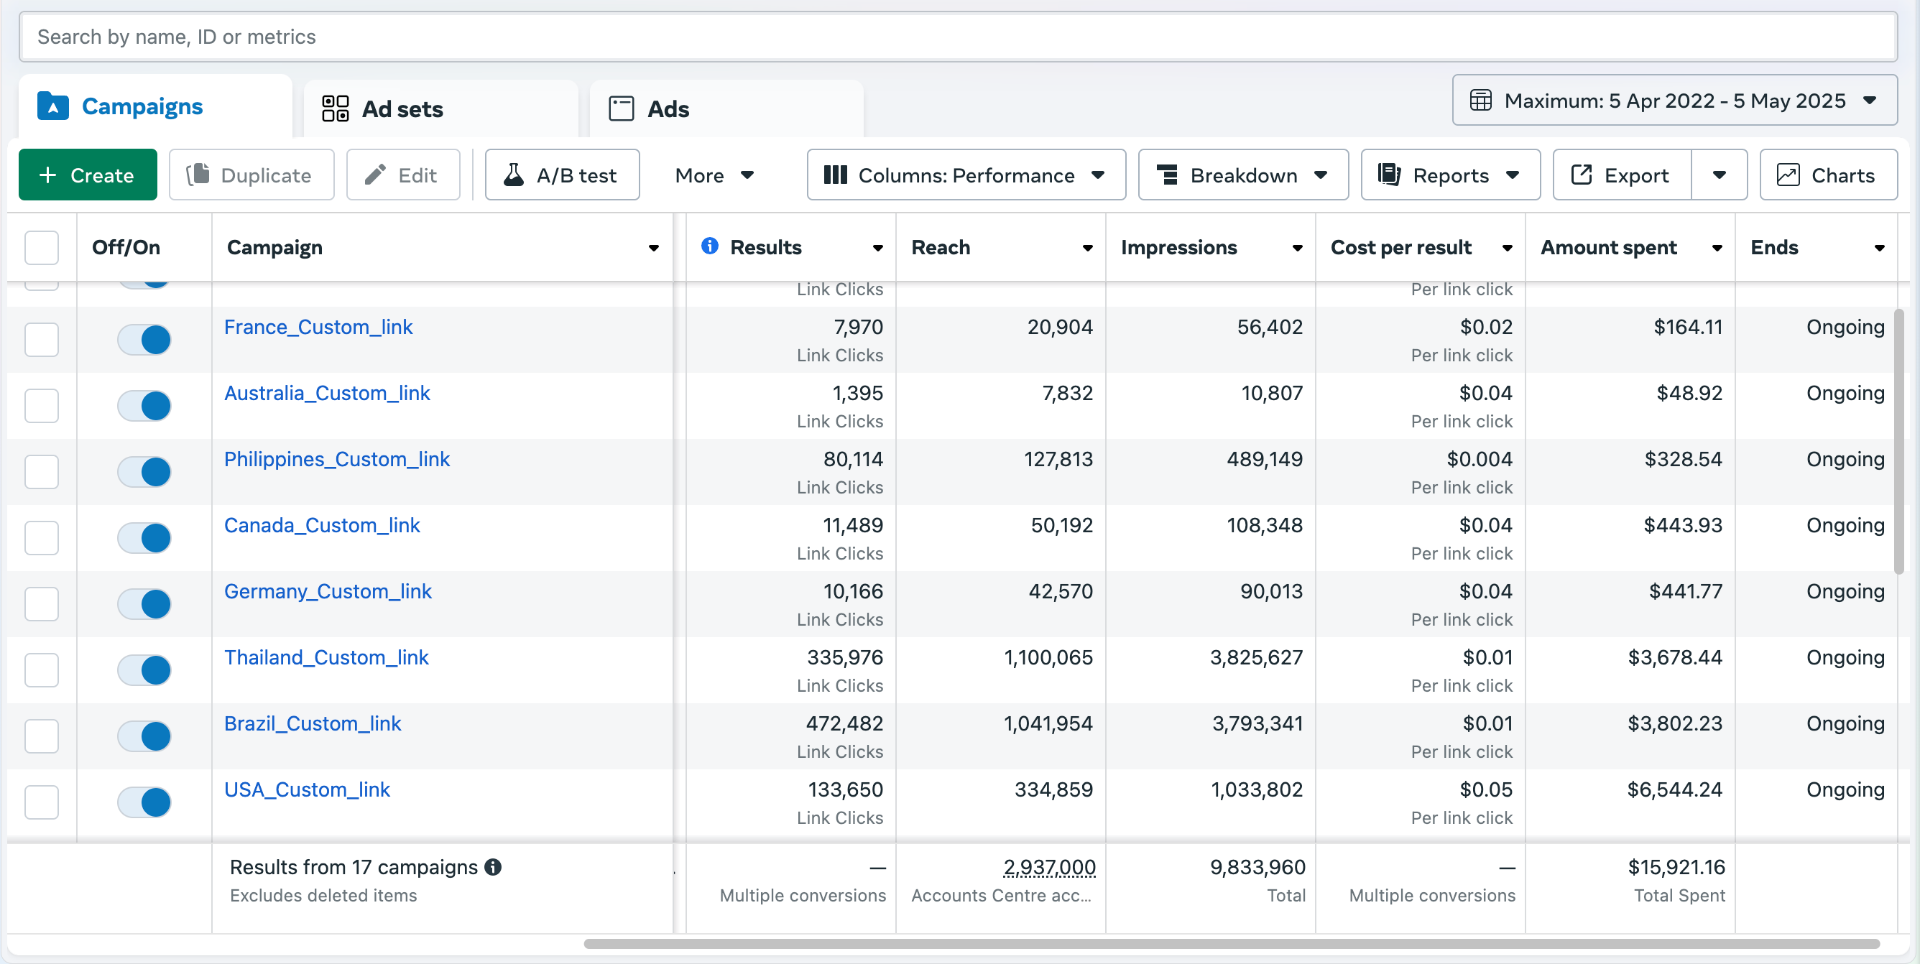 Search by name, ID or metrics
Campaigns
Ad sets
Ads
Maximum: 5 Apr 2022 - 5 May 2025
+ Create
Duplicate
Edit
A/B test
More
Columns: Performance
Breakdown
Reports
Export
Charts
Off/On Campaign Results Reach Impressions Cost per result Amount spent Ends
Link Clicks Per link click
France_Custom_link 7,970 20,904 56,402 $0.02 $164.11 Ongoing
Link Clicks Per link click
Australia_Custom_link 1,395 7,832 10,807 $0.04 $48.92 Ongoing
Link Clicks Per link click
Philippines_Custom_link 80,114 127,813 489,149 $0.004 $328.54 Ongoing
Link Clicks Per link click
Canada_Custom_link 11,489 50,192 108,348 $0.04 $443.93 Ongoing
Link Clicks Per link click
Germany_Custom_link 10,166 42,570 90,013 $0.04 $441.77 Ongoing
Link Clicks Per link click
Thailand_Custom_link 335,976 1,100,065 3,825,627 $0.01 $3,678.44 Ongoing
Link Clicks Per link click
Brazil_Custom_link 472,482 1,041,954 3,793,341 $0.01 $3,802.23 Ongoing
Link Clicks Per link click
USA_Custom_link 133,650 334,859 1,033,802 $0.05 $6,544.24 Ongoing
Link Clicks Per link click
Results from 17 campaigns — 2,937,000 9,833,960 — $15,921.16
Excludes deleted items Multiple conversions Accounts Centre acc... Total Multiple conversions Total Spent